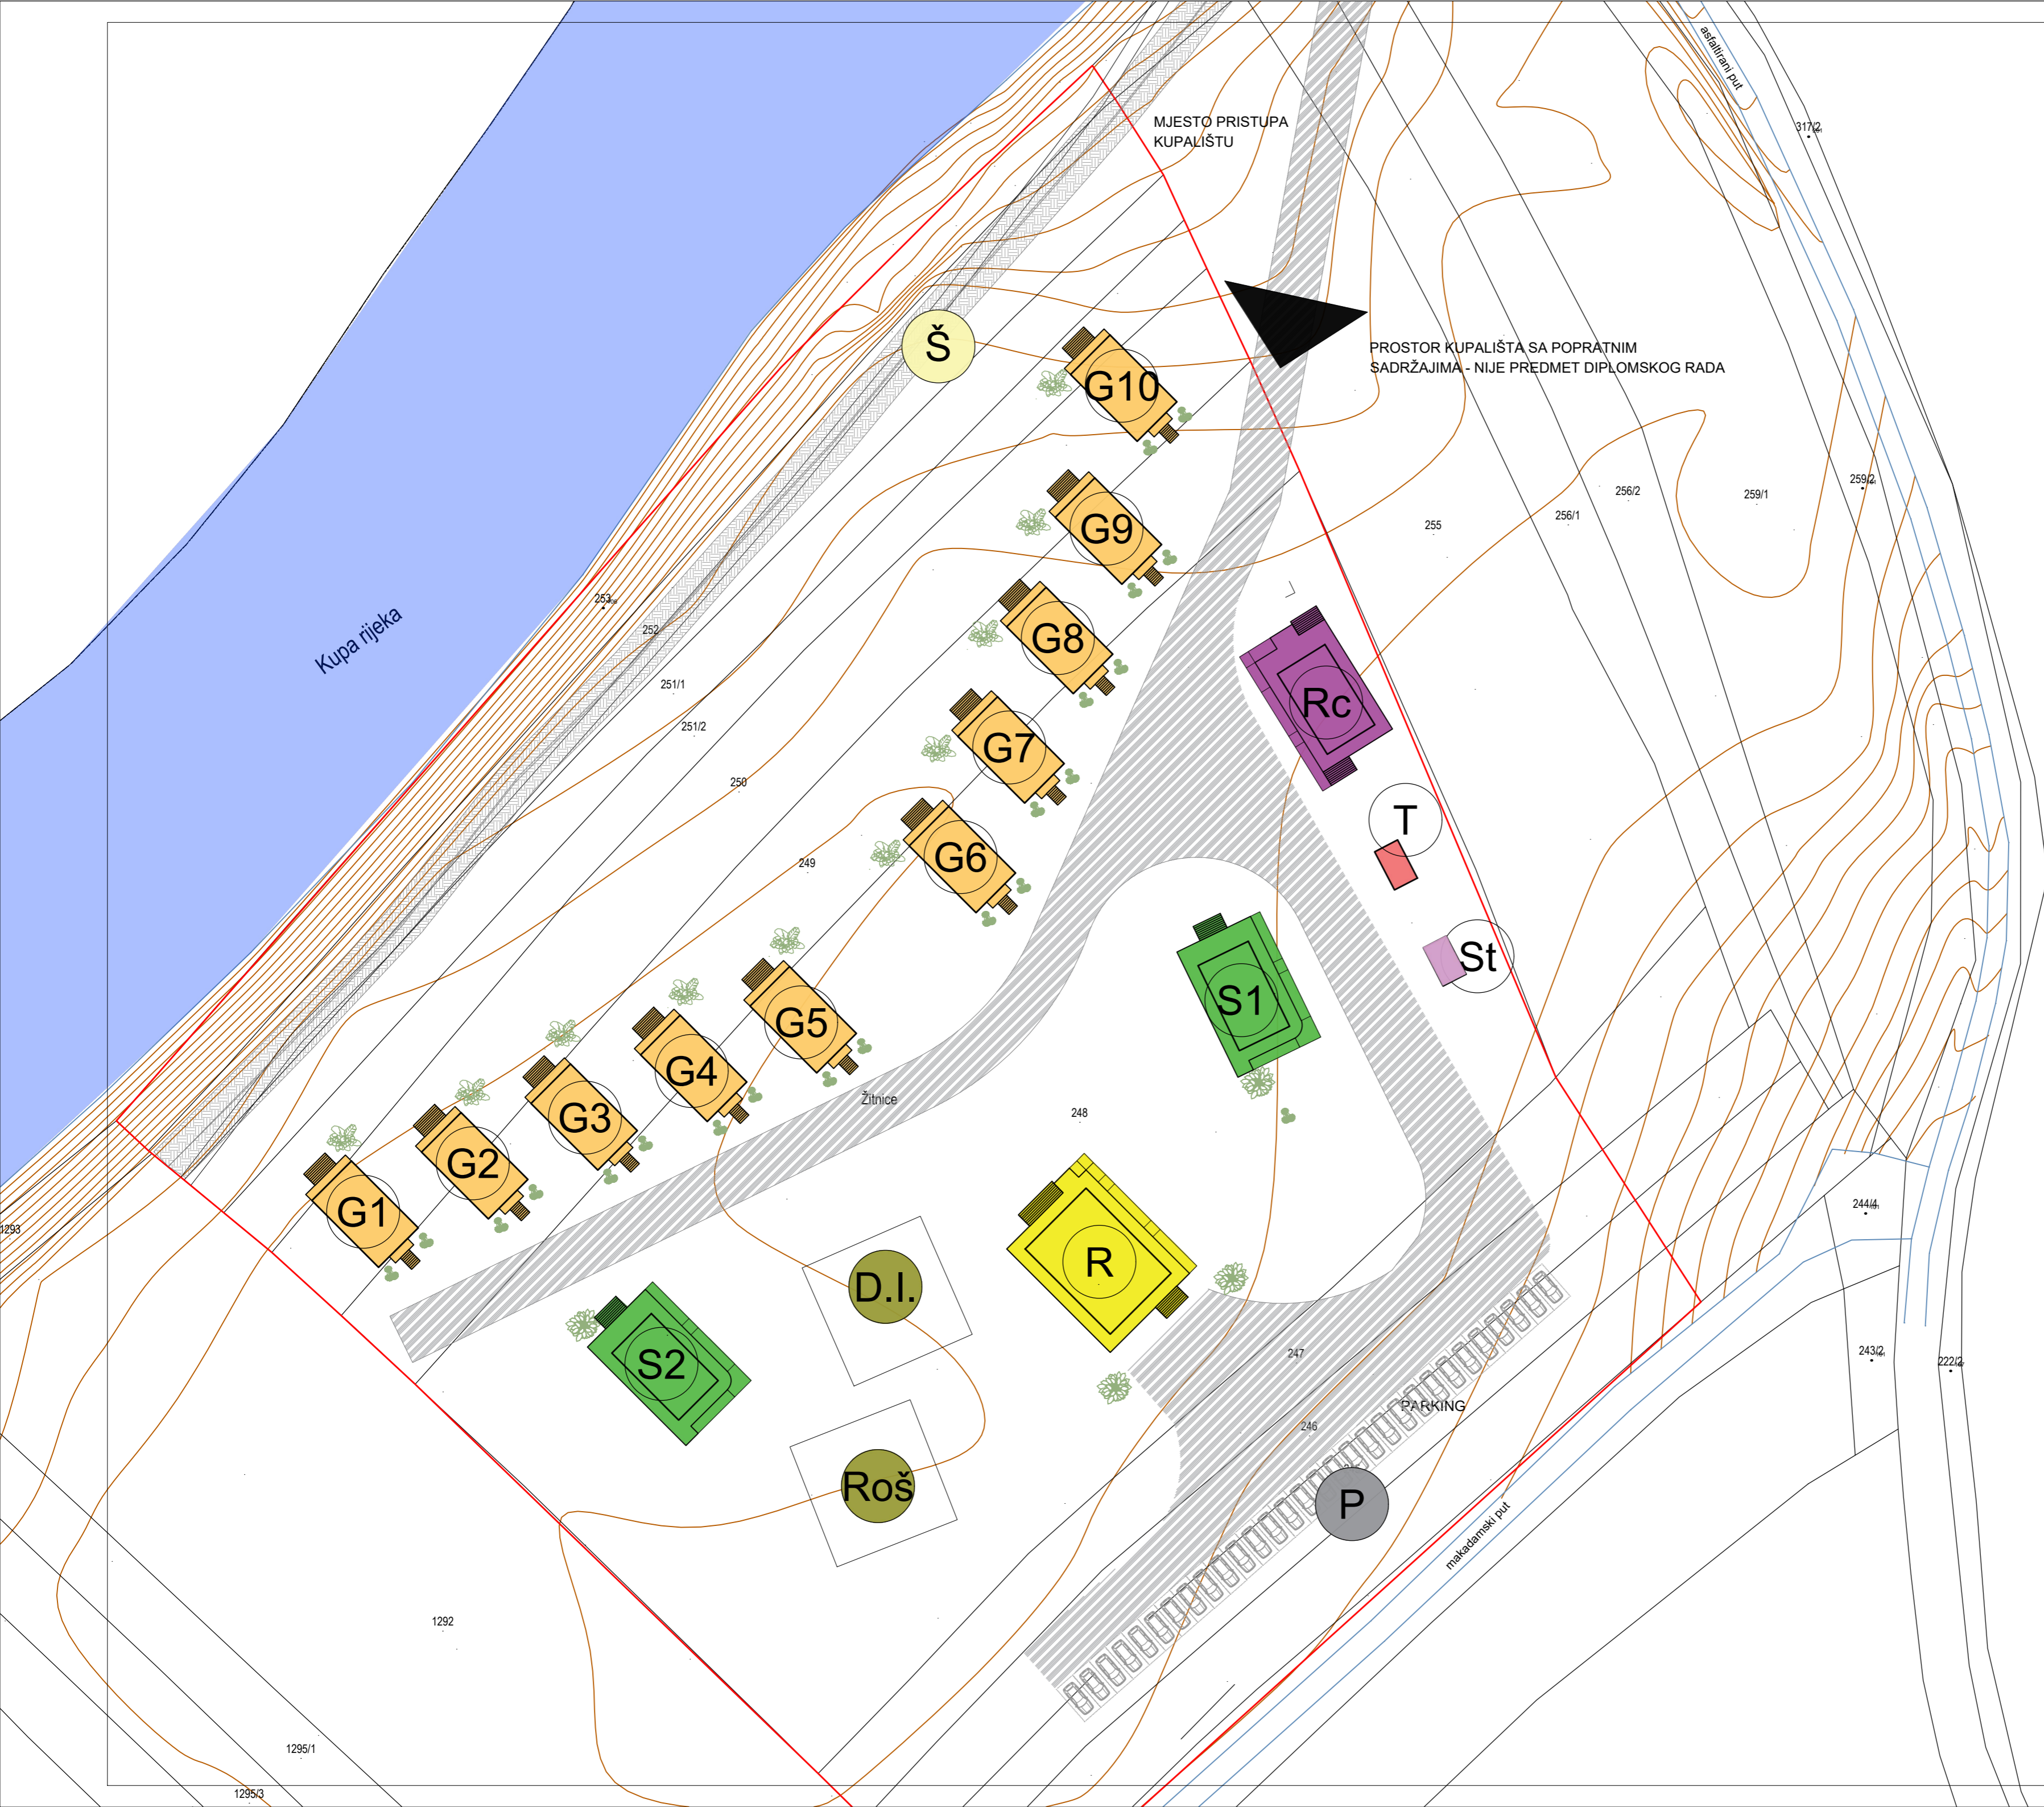 asfaltirani put
317/2
MJESTO PRISTUPA
KUPALIŠTU
Š
PROSTOR KUPALIŠTA SA POPRATNIM
SADRŽAJIMA - NIJE PREDMET DIPLOMSKOG RADA
G10
259/2
256/2
259/1
256/1
255
G9
253
Kupa rijeka
252
G8
251/1
Rc
251/2
G7
250
T
G6
249
St
S1
G5
G4
Žitnice
248
G3
G2
G1
244/4
1293
R
D.I.
247
243/2
222/2
S2
PARKING
246
Roš
P
makadamski put
1292
1295/1
1295/3